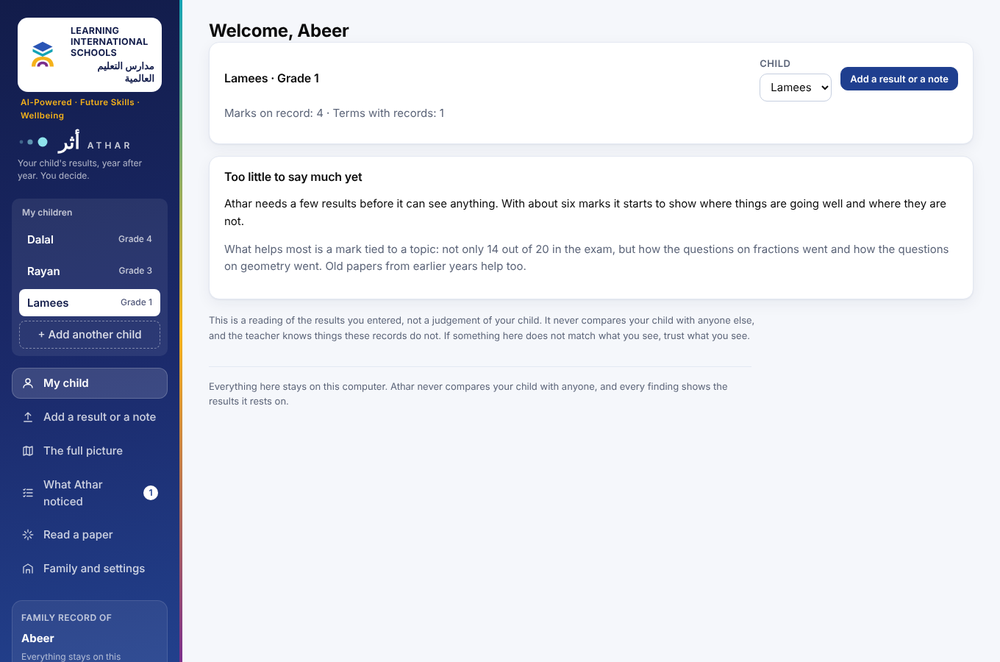 LEARNING
INTERNATIONAL
SCHOOLS
مدارس التعليم
العالمية
AI-Powered · Future Skills ·
Wellbeing
أثر ATHAR
Your child's results, year after
year. You decide.
My children
Dalal Grade 4
Rayan Grade 3
Lamees Grade 1
+ Add another child
My child
Add a result or a note
The full picture
What Athar
noticed
1
Read a paper
Family and settings
FAMILY RECORD OF
Abeer
Everything stays on this
Welcome, Abeer
Lamees · Grade 1
CHILD
Lamees
Add a result or a note
Marks on record: 4 · Terms with records: 1
Too little to say much yet
Athar needs a few results before it can see anything. With about six marks it starts to show where things are going well and where they are
not.
What helps most is a mark tied to a topic: not only 14 out of 20 in the exam, but how the questions on fractions went and how the questions
on geometry went. Old papers from earlier years help too.
This is a reading of the results you entered, not a judgement of your child. It never compares your child with anyone else,
and the teacher knows things these records do not. If something here does not match what you see, trust what you see.
Everything here stays on this computer. Athar never compares your child with anyone, and every finding shows the
results it rests on.